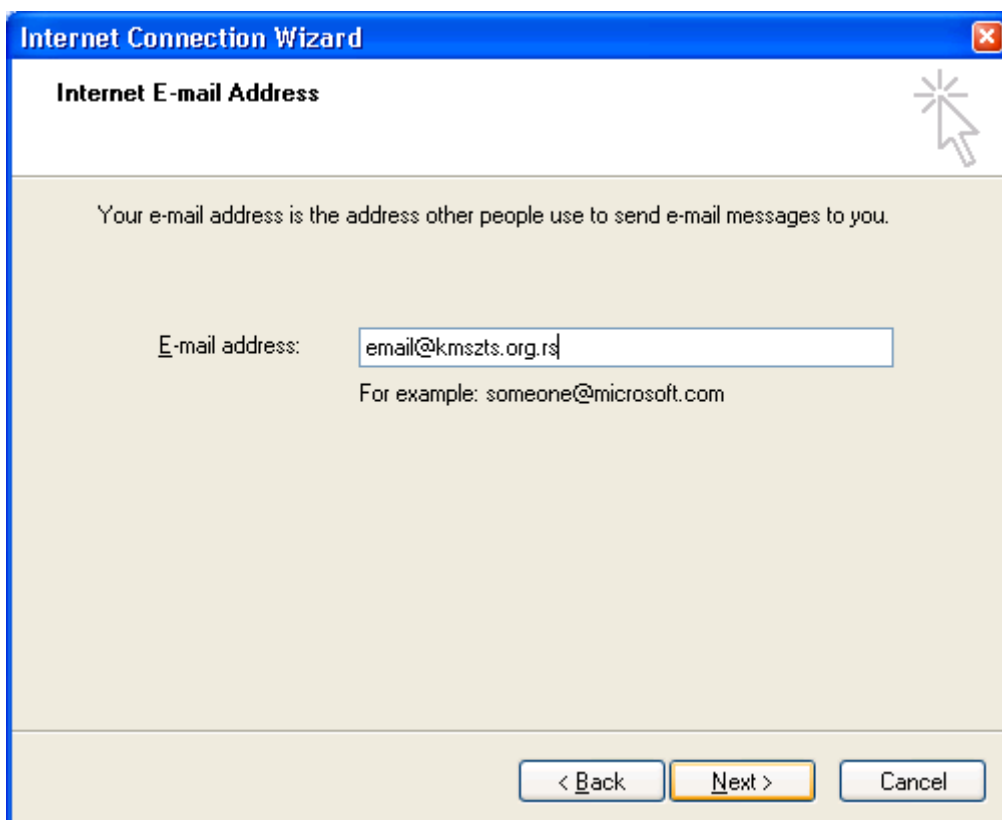 Internet Connection Wizard
Internet E-mail Address
Your e-mail address is the address other people use to send e-mail messages to you.
E-mail address: email@kmszts.org.rs
For example: someone@microsoft.com
< Back Next > Cancel